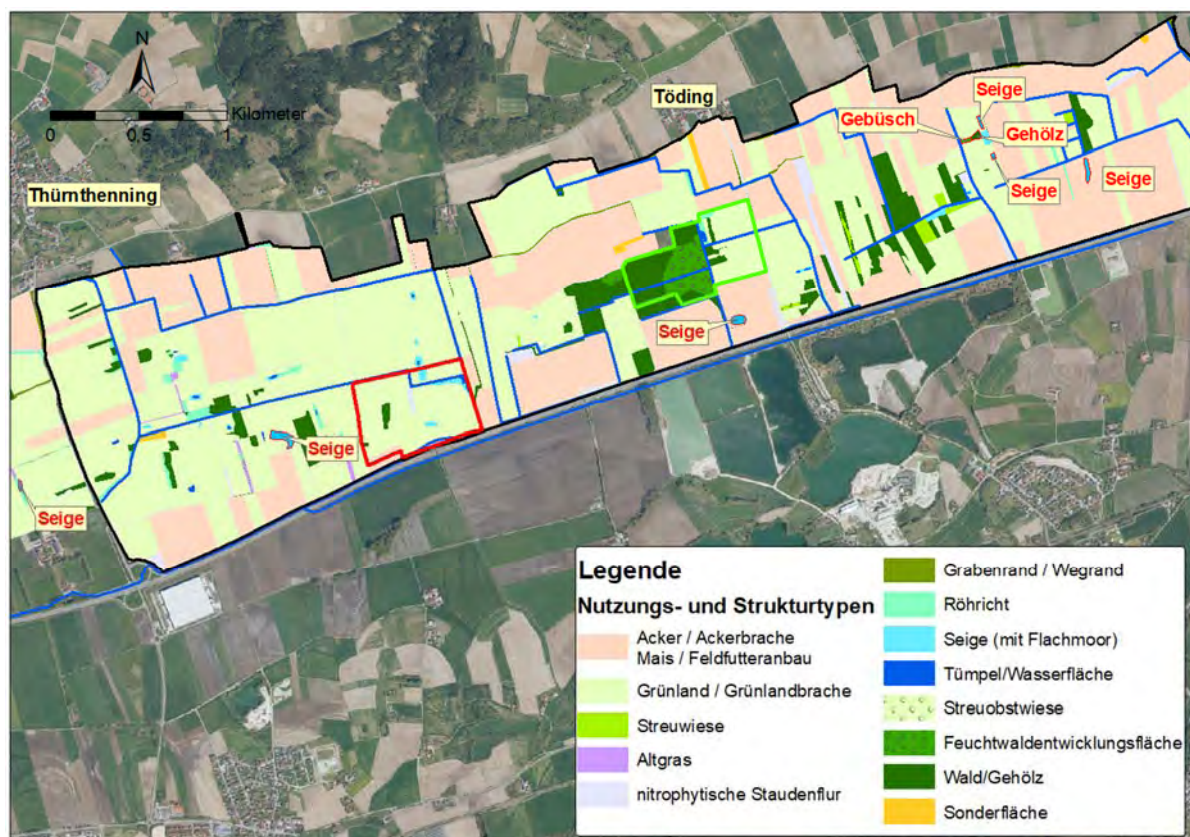 N
Kilometer
0 0,5 1
Töding
Seige
Gebüsch
Gehölz
Seige
Seige
Thürnthenning
Seige
Seige
Seige
Legende
Nutzungs- und Strukturtypen
Acker / Ackerbrache
Mais / Feldfutteranbau
Grünland / Grünlandbrache
Streuwiese
Altgras
nitrophytische Staudenflur
Grabenrand / Wegrand
Röhricht
Seige (mit Flachmoor)
Tümpel/Wasserfläche
Streuobstwiese
Feuchtwaldentwicklungsfläche
Wald/Gehölz
Sonderfläche